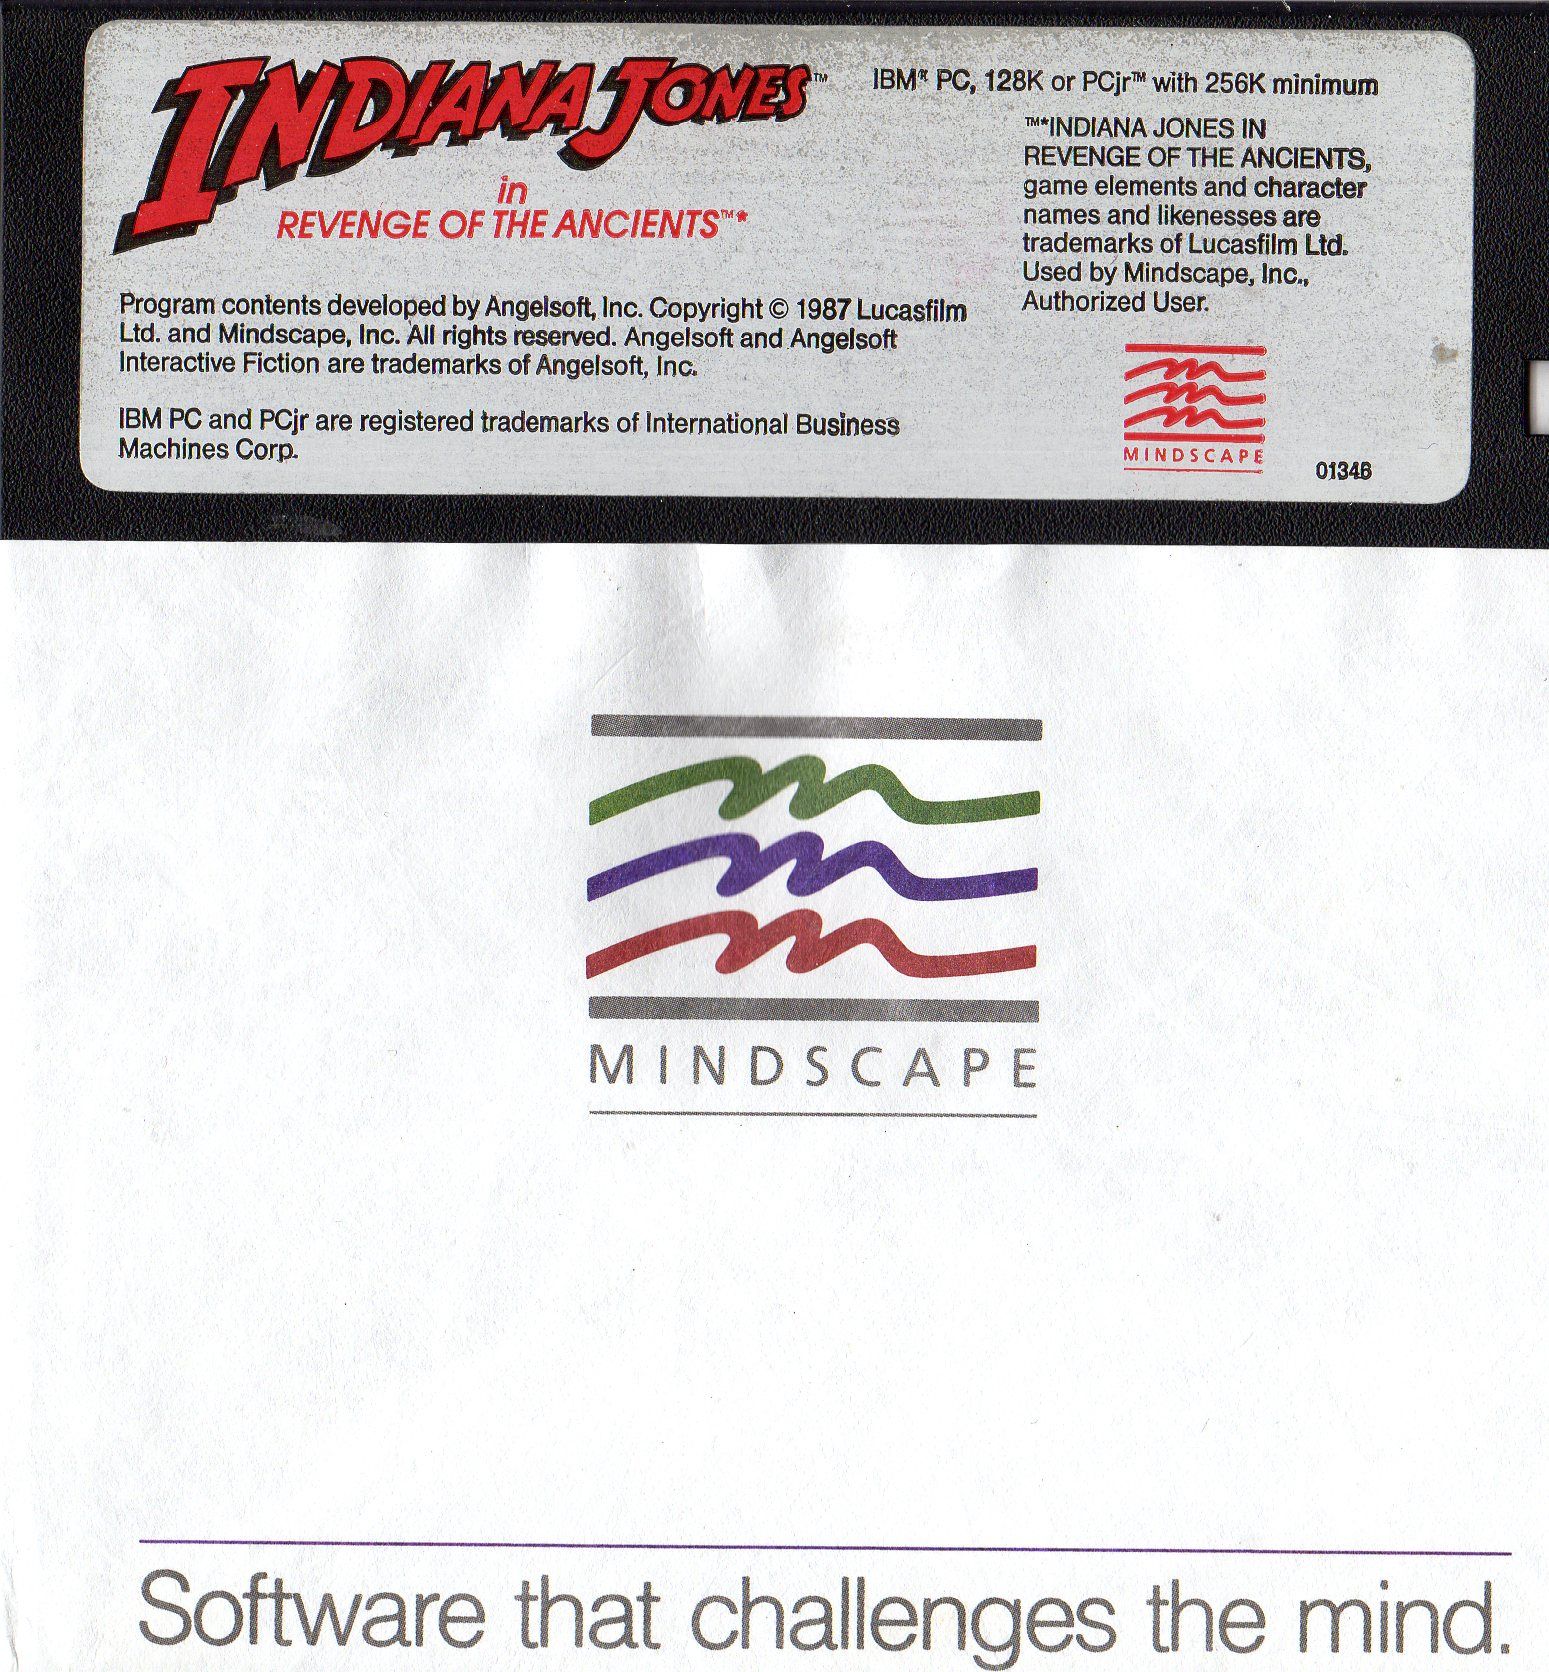 INDIANA JONES™
in
REVENGE OF THE ANCIENTS™*
Program contents developed by Angelsoft, Inc. Copyright © 1987 Lucasfilm
Ltd. and Mindscape, Inc. All rights reserved. Angelsoft and Angelsoft
Interactive Fiction are trademarks of Angelsoft, Inc.
IBM PC and PCjr are registered trademarks of International Business
Machines Corp.
IBM® PC, 128K or PCjr™ with 256K minimum
™*INDIANA JONES IN
REVENGE OF THE ANCIENTS,
game elements and character
names and likenesses are
trademarks of Lucasfilm Ltd.
Used by Mindscape, Inc.,
Authorized User.
MINDSCAPE
01346
MINDSCAPE
Software that challenges the mind.